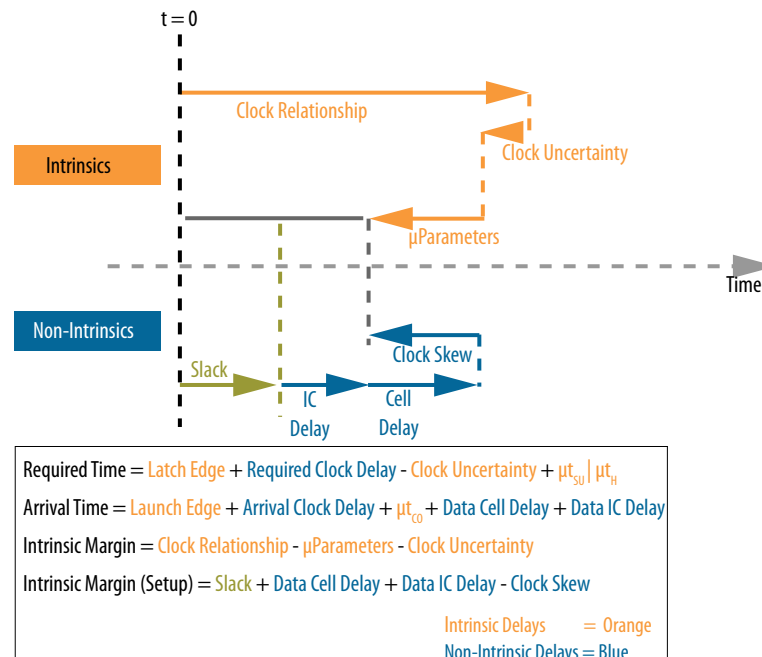 t = 0
Clock Relationship
Clock Uncertainty
Intrinsics
µParameters
Time
Non-Intrinsics
Clock Skew
Slack
IC
Delay
Cell
Delay
Required Time = Latch Edge + Required Clock Delay - Clock Uncertainty + µtSU | µtH
Arrival Time = Launch Edge + Arrival Clock Delay + µtCO + Data Cell Delay + Data IC Delay
Intrinsic Margin = Clock Relationship - µParameters - Clock Uncertainty
Intrinsic Margin (Setup) = Slack + Data Cell Delay + Data IC Delay - Clock Skew
Intrinsic Delays = Orange
Non-Intrinsic Delays = Blue